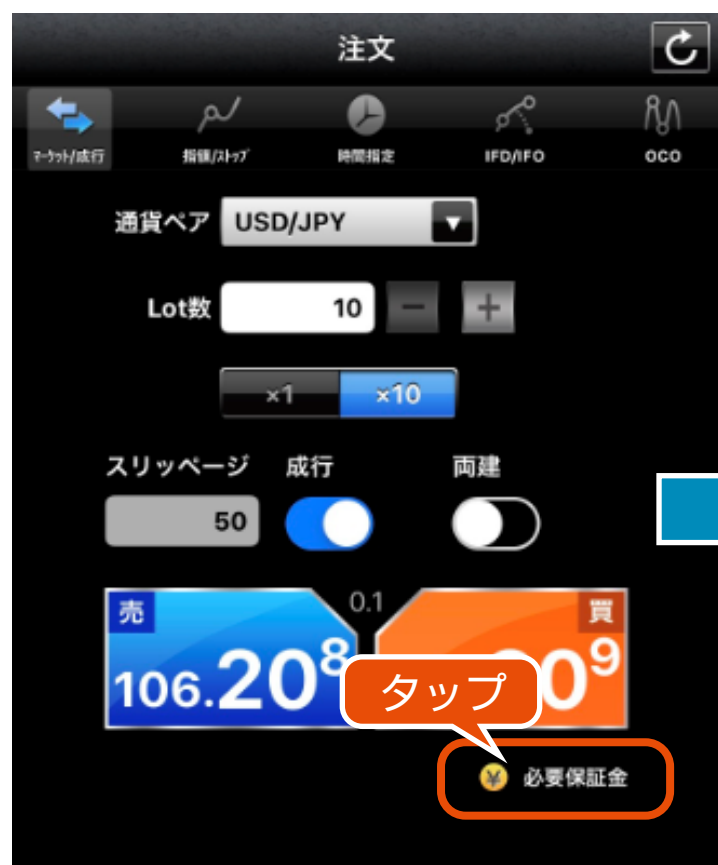 注文
マーケット/成行 指値/ストップ 時間指定 IFD/IFO OCO
通貨ペア USD/JPY
Lot数 10 − +
×1 ×10
スリッページ 成行 両建
50
売 0.1 買
106.208 09
タップ
¥ 必要保証金